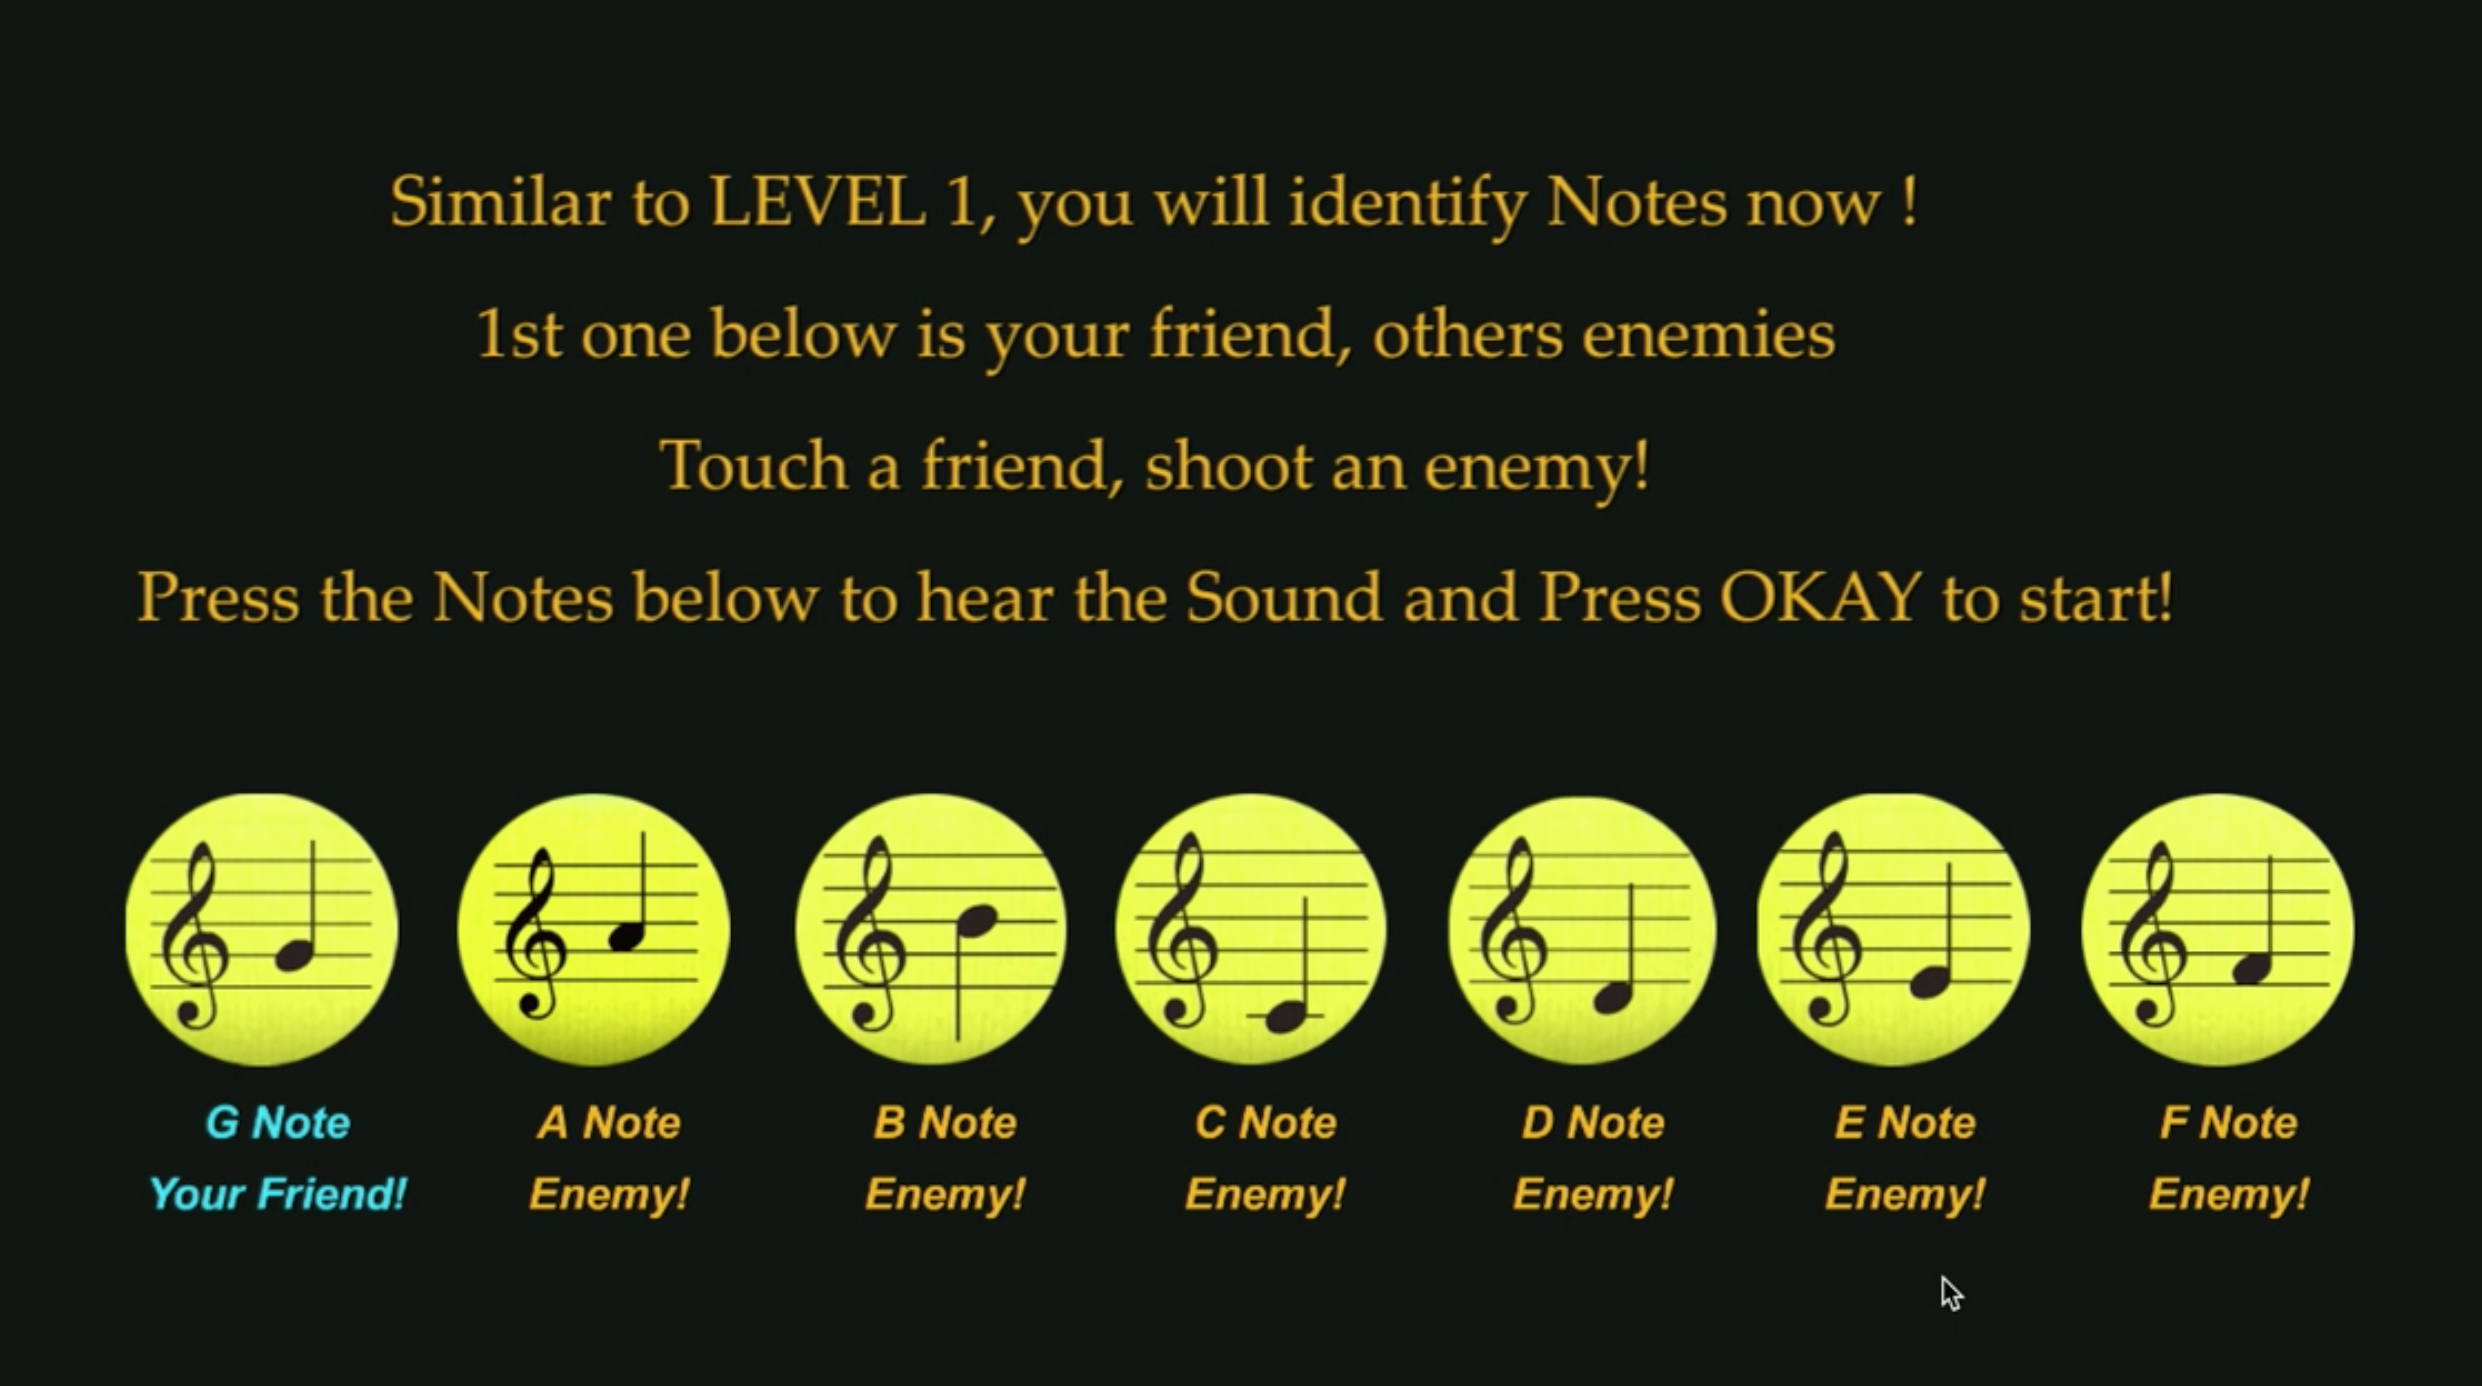 Similar to LEVEL 1, you will identify Notes now !
1st one below is your friend, others enemies
Touch a friend, shoot an enemy!
Press the Notes below to hear the Sound and Press OKAY to start!
G Note
Your Friend!
A Note
Enemy!
B Note
Enemy!
C Note
Enemy!
D Note
Enemy!
E Note
Enemy!
F Note
Enemy!